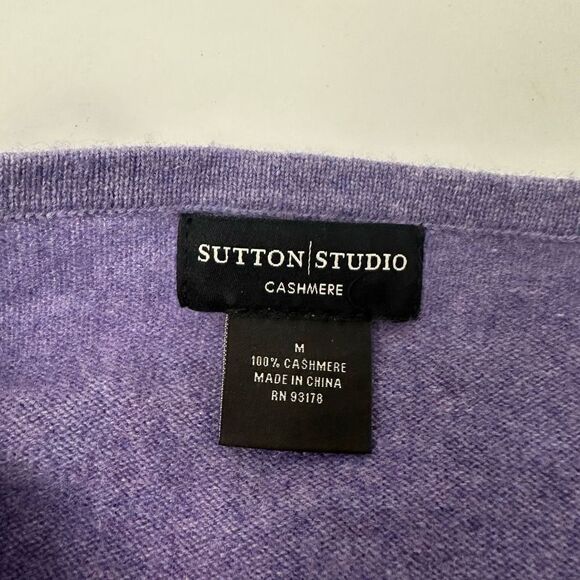 SUTTON|STUDIO
CASHMERE
M
100% CASHMERE
MADE IN CHINA
RN 93178